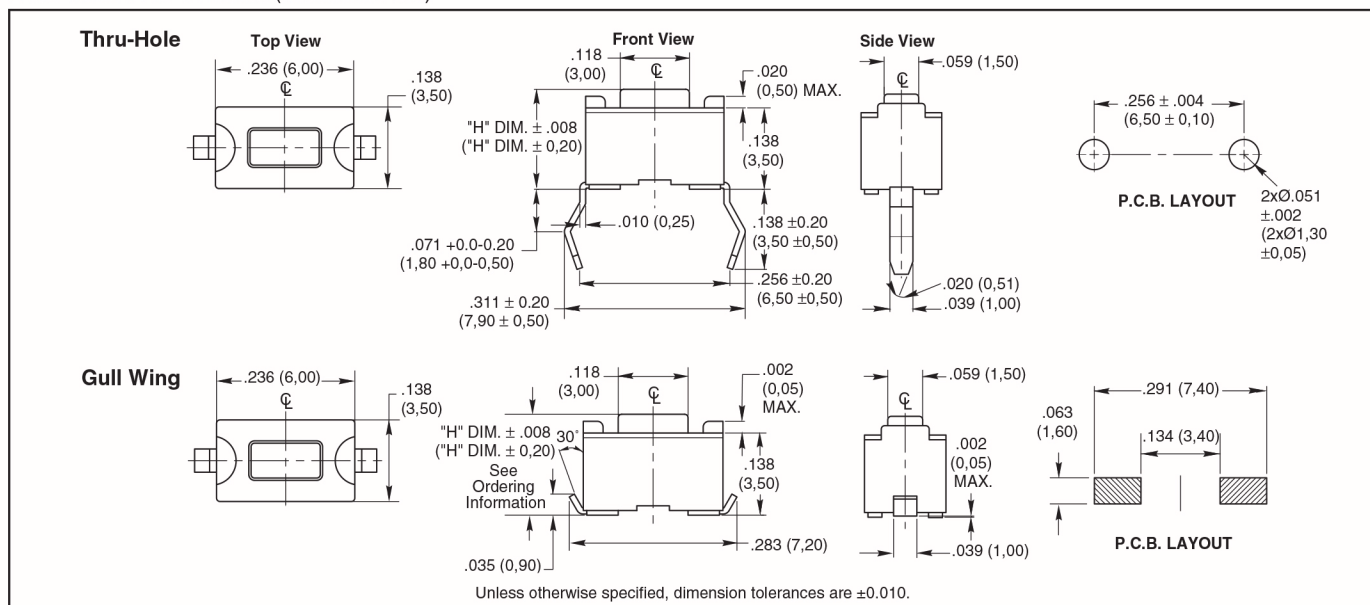 Thru-Hole
Top View
.236 (6,00)
℄
.138
(3,50)
Front View
.118
(3,00)
℄
.020
(0,50) MAX.
"H" DIM. ± .008
("H" DIM. ± 0,20)
.138
(3,50)
.010 (0,25)
.138 ±0.20
(3,50 ±0,50)
.071 +0.0-0.20
(1,80 +0,0-0,50)
.256 ±0.20
(6,50 ±0,50)
.311 ± 0.20
(7,90 ± 0,50)
Side View
.059 (1,50)
℄
.020 (0,51)
.039 (1,00)
.256 ± .004
(6,50 ± 0,10)
P.C.B. LAYOUT
2xØ.051
±.002
(2xØ1,30
±0,05)
Gull Wing
.236 (6,00)
℄
.138
(3,50)
.118
(3,00)
℄
.002
(0,05)
MAX.
"H" DIM. ± .008
("H" DIM. ± 0,20)
30°
See
Ordering
Information
.138
(3,50)
.283 (7,20)
.035 (0,90)
.059 (1,50)
℄
.002
(0,05)
MAX.
.039 (1,00)
.291 (7,40)
.063
(1,60)
.134 (3,40)
P.C.B. LAYOUT
Unless otherwise specified, dimension tolerances are ±0.010.